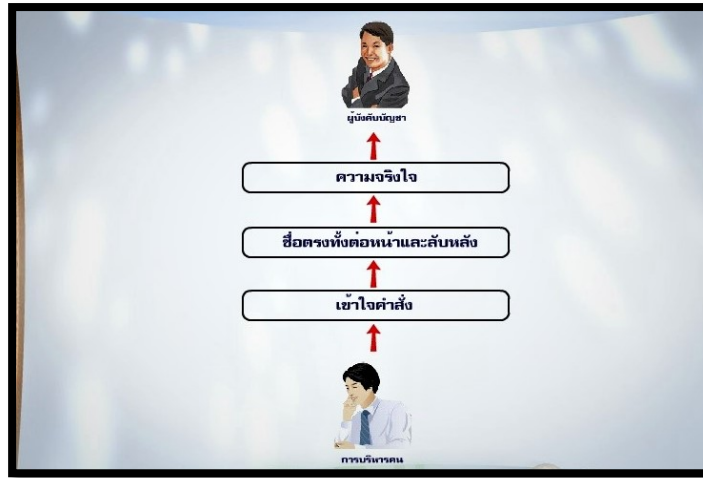 ผู้บังคับบัญชา
ความจริงใจ
ซื่อตรงทั้งต่อหน้าและลับหลัง
เข้าใจคำสั่ง
การบริหารคน